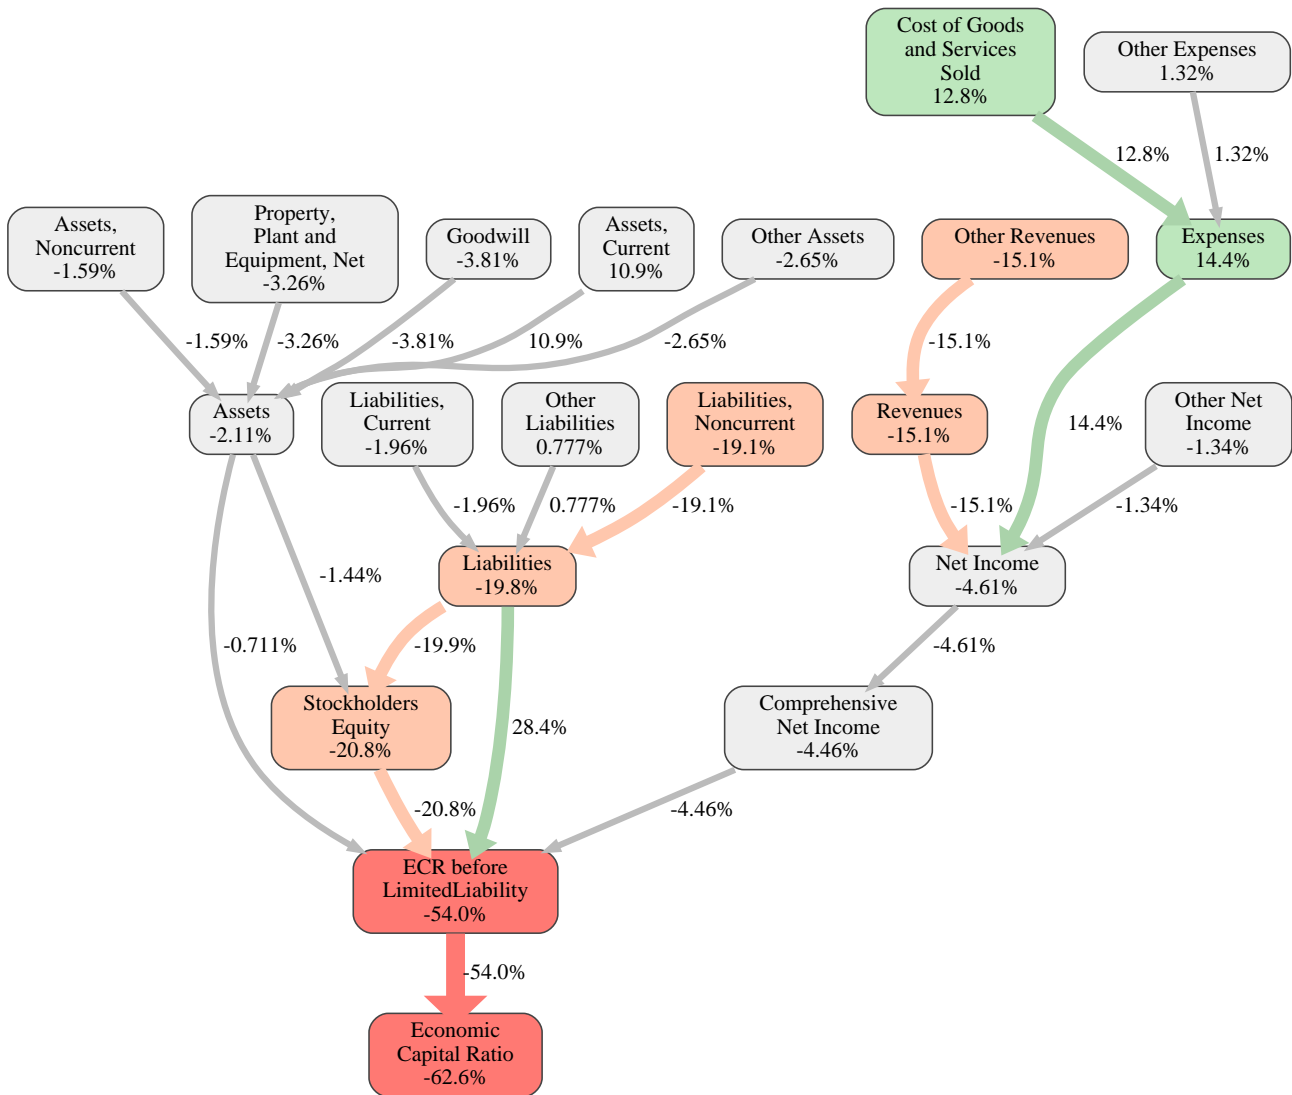 Cost of Goods
and Services
Sold
12.8%
Other Expenses
1.32%
12.8%
1.32%
Assets,
Noncurrent
-1.59%
Property,
Plant and
Equipment, Net
-3.26%
Goodwill
-3.81%
Assets,
Current
10.9%
Other Assets
-2.65%
Other Revenues
-15.1%
Expenses
14.4%
-1.59%
-3.26%
-3.81%
10.9%
-2.65%
-15.1%
Assets
-2.11%
Liabilities,
Current
-1.96%
Other
Liabilities
0.777%
Liabilities,
Noncurrent
-19.1%
Revenues
-15.1%
14.4%
Other Net
Income
-1.34%
-1.96%
0.777%
-19.1%
-15.1%
-1.34%
-1.44%
Liabilities
-19.8%
Net Income
-4.61%
-0.711%
-19.9%
-4.61%
Stockholders
Equity
-20.8%
28.4%
Comprehensive
Net Income
-4.46%
-20.8%
-4.46%
ECR before
LimitedLiability
-54.0%
-54.0%
Economic
Capital Ratio
-62.6%